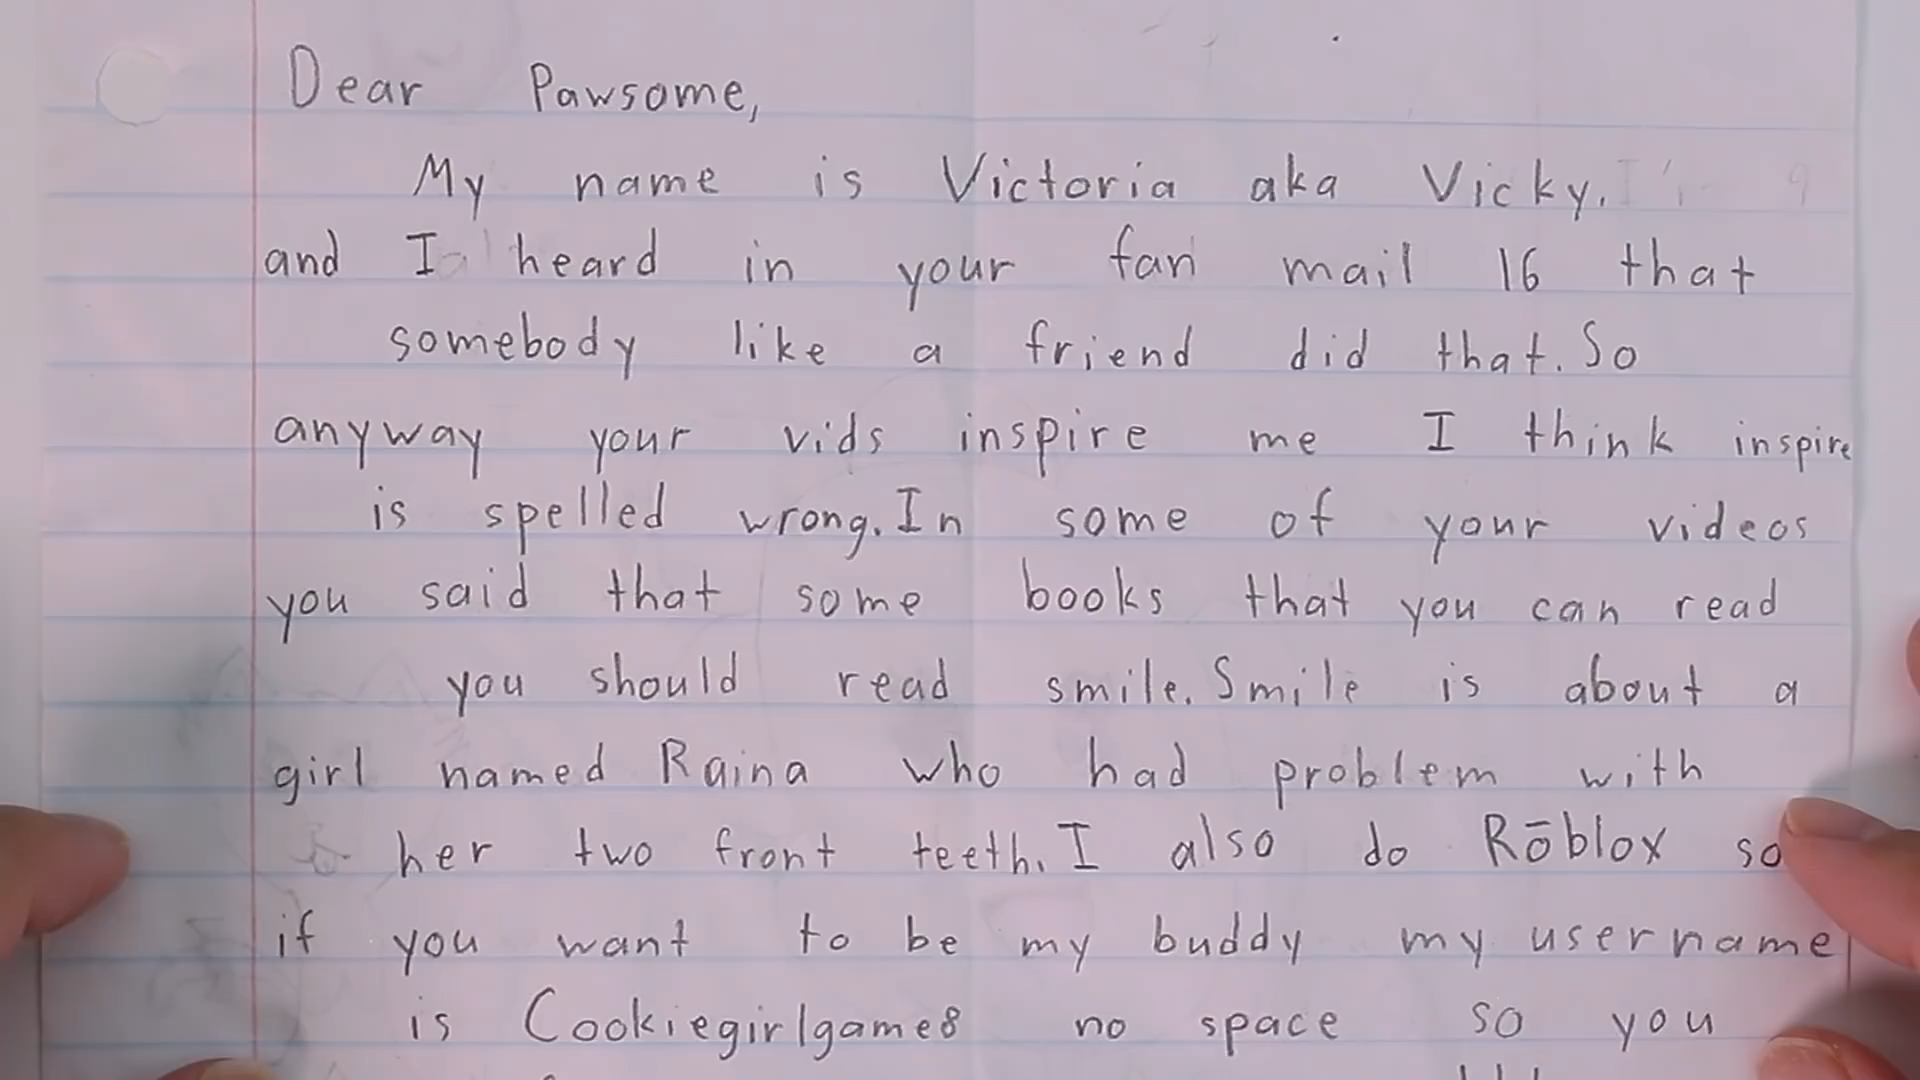 Dear Pawsome,
My name is Victoria aka Vicky.
and I heard in your fan mail 16 that
somebody like a friend did that. So
anyway your vids inspire me I think inspire
is spelled wrong. In some of your videos
you said that some books that you can read
you should read smile. Smile is about a
girl named Raina who had problem with
her two front teeth. I also do Rōblox so
if you want to be my buddy my username
is Cookiegirlgame8 no space so you